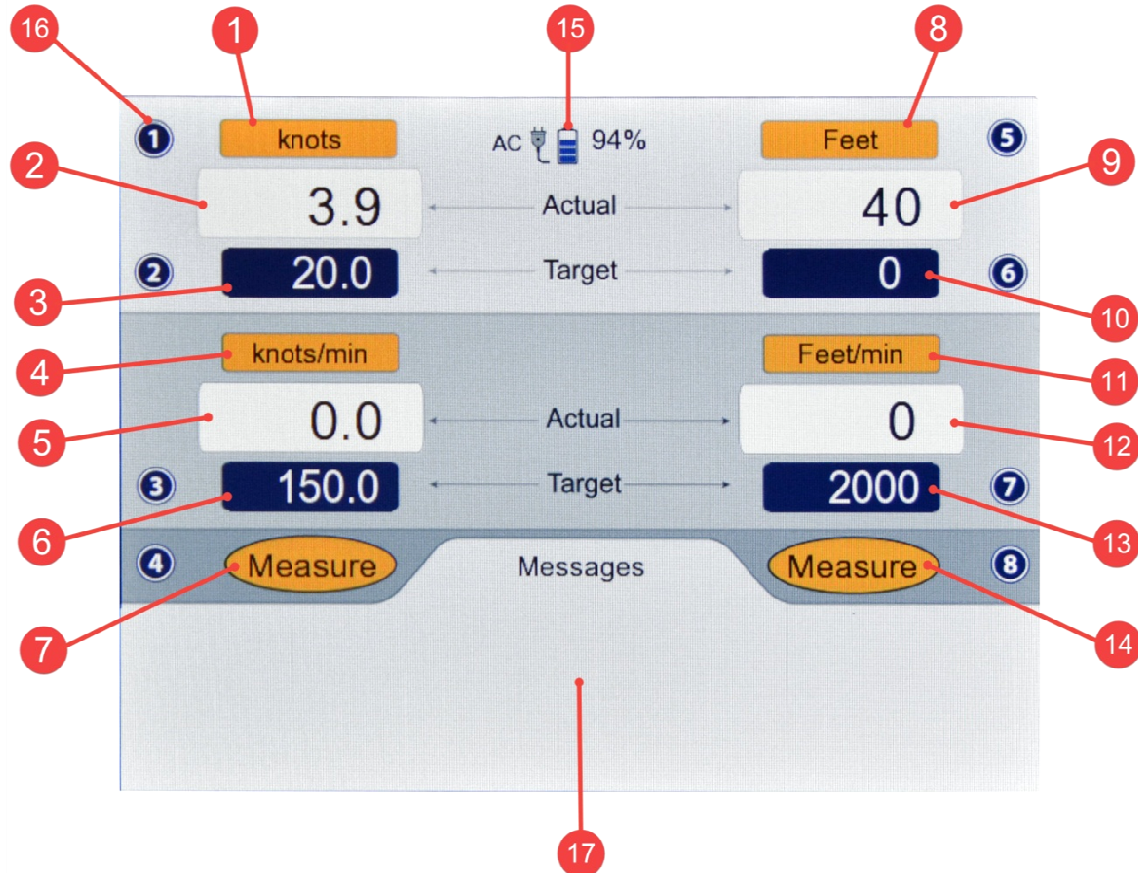 16 1 15 8
1 knots AC 94% Feet 5
2 3.9 Actual 40 9
2 20.0 Target 0 6
3 10
knots/min Feet/min
4 11
0.0 Actual 0
5 12
3 150.0 Target 2000 7
6 13
4 Measure Messages Measure 8
7 14
17